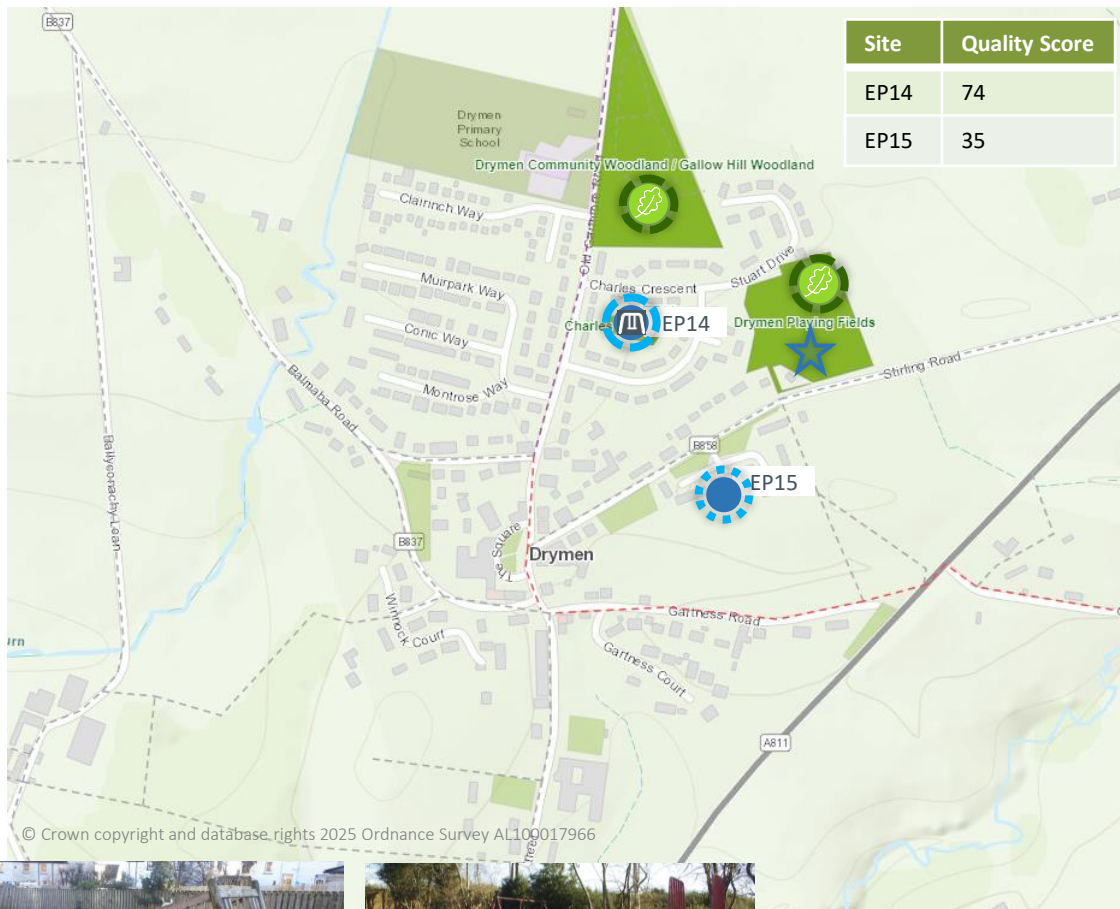 B837
Site Quality Score
EP14 74
EP15 35
Drymen
Primary
School
Drymen Community Woodland / Gallow Hill Woodland
Clairinch Way
Stuart Drive
Muirpark Way
Charles Crescent
Charles
EP14
Drymen Playing Fields
Conic Way
Stirling Road
Balmaha Road
Montrose Way
B858
EP15
The Square
B837
Drymen
Winnock Court
Gartness Road
Gartness Court
A811
© Crown copyright and database rights 2025 Ordnance Survey AL100017966